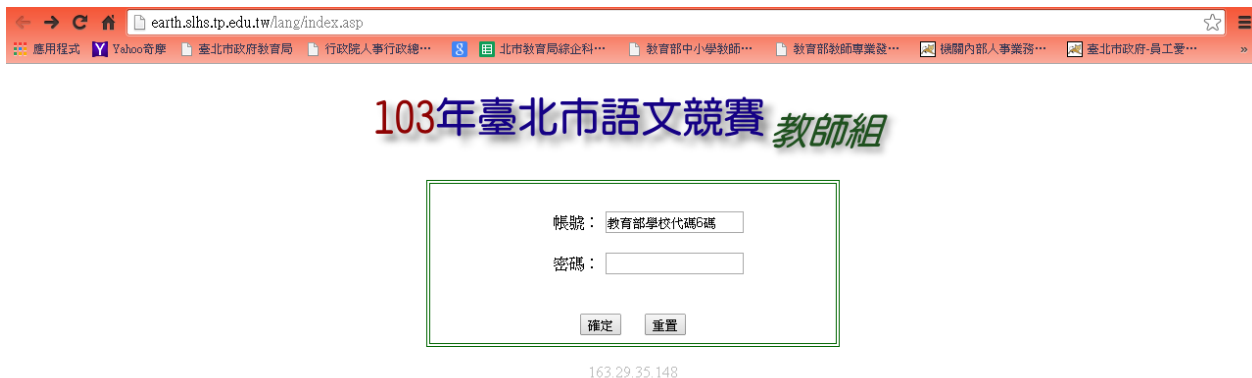 earth.slhs.tp.edu.tw/lang/index.asp
應用程式 Yahoo奇摩 臺北市政府教育局 行政院人事行政總… 北市教育局綜企科… 教育部中小學教師… 教育部教師專業發… 機關內部人事業務… 臺北市政府-員工愛… »
103年臺北市語文競賽 教師組
帳號： 教育部學校代碼6碼
密碼：
確定 重置
163.29.35.148